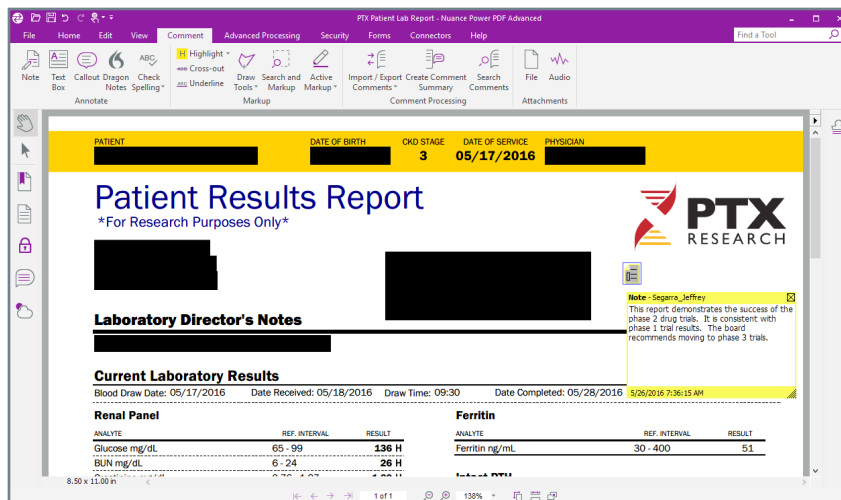 PTX Patient Lab Report - Nuance Power PDF Advanced
File Home Edit View Comment Advanced Processing Security Forms Connectors Help Find a Tool
Note Text Box Callout Dragon Notes Check Spelling Highlight Cross-out Underline Draw Tools Search and Markup Active Markup Import / Export Comments Create Comment Summary Search Comments File Audio
Annotate Markup Comment Processing Attachments
PATIENT DATE OF BIRTH CKD STAGE DATE OF SERVICE PHYSICIAN
3 05/17/2016
Patient Results Report
*For Research Purposes Only*
PTX
RESEARCH
Note - Segarra_Jeffrey
This report demonstrates the success of the
phase 2 drug trials. It is consistent with
phase 1 trial results. The board
recommends moving to phase 3 trials.
5/26/2016 7:36:15 AM
Laboratory Director's Notes
Current Laboratory Results
Blood Draw Date: 05/17/2016 Date Received: 05/18/2016 Draw Time: 09:30 Date Completed: 05/28/2016
Renal Panel Ferritin
ANALYTE REF. INTERVAL RESULT ANALYTE REF. INTERVAL RESULT
Glucose mg/dL 65 - 99 136 H Ferritin ng/mL 30 - 400 51
BUN mg/dL 6 - 24 26 H
8.50 x 11.00 in
1 of 1 138%